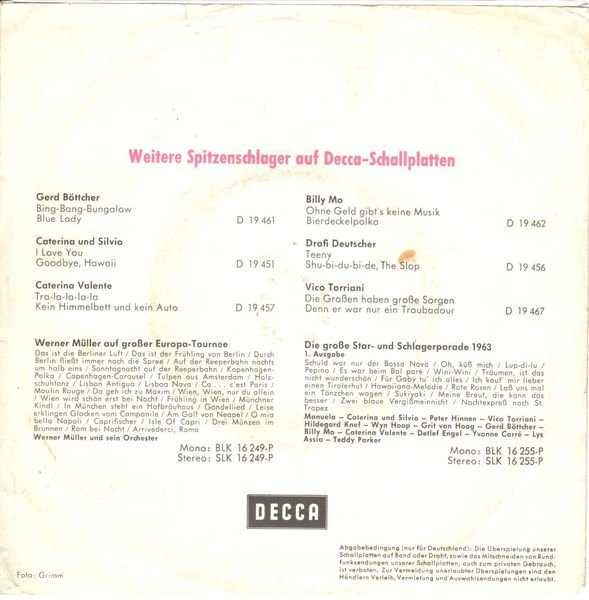 Weitere Spitzenschlager auf Decca-Schallplatten
Gerd Böttcher
Bing-Bang-Bungalow
Blue Lady D 19 461
Caterina und Silvio
I Love You
Goodbye, Hawaii D 19 451
Caterina Valente
Tra-la-la-la-la
Kein Himmelbett und kein Auto D 19 457
Billy Mo
Ohne Geld gibt's keine Musik
Bierdeckelpolka D 19 462
Drafi Deutscher
Teeny
Shu-bi-du-bi-de, The Slop D 19 456
Vico Torriani
Die Großen haben große Sorgen
Denn er war nur ein Troubadour D 19 467
Werner Müller auf großer Europa-Tournee
Das ist die Berliner Luft / Das ist der Frühling von Berlin / Durch
Berlin fließt immer noch die Spree / Auf der Reeperbahn nachts
um halb eins / Sonntagnacht auf der Reeperbahn / Kopenhagen-
Polka / Copenhagen-Carousel / Tulpen aus Amsterdam / Holz-
schuhtanz / Lisbon Antigua / Lisboa Nova / Ca . . . c'est Paris /
Moulin Rouge / Da geh ich zu Maxim / Wien, Wien, nur du allein
/ Wien wird schön erst bei Nacht / Frühling in Wien / Münchner
Kindl / In München steht ein Hofbräuhaus / Gondellied / Leise
erklingen Glocken vom Campanile / Am Golf von Neapel / O mia
bella Napoli / Caprifischer / Isle Of Capri / Drei Münzen im
Brunnen / Rom bei Nacht / Arrivederci, Roma
Werner Müller und sein Orchester
Mono: BLK 16 249-P
Stereo: SLK 16 249-P
Die große Star- und Schlagerparade 1963
1. Ausgabe
Schuld war nur der Bossa Nova / Oh, küß mich / Lup-di-lu /
Pepino / Es war beim Bal paré / Wini-Wini / Träumen, ist das
nicht wunderschön / Für Gaby tu' ich alles / Ich kauf' mir lieber
einen Tirolerhut / Hawaiian-Melodie / Rote Rosen / Laß uns mal
ein Tänzchen wagen / Sukiyaki / Meine Braut, die kann das
besser / Zwei blaue Vergißmeinnicht / Nachtexpreß nach St.
Tropez
Manuela – Caterina und Silvio – Peter Hinnen – Vico Torriani –
Hildegard Knef – Wyn Hoop – Grit van Hoog – Gerd Böttcher –
Billy Mo – Caterina Valente – Detlef Engel – Yvonne Carré – Lys
Assia – Teddy Parker
Mono: BLK 16 255-P
Stereo: SLK 16 255-P
DECCA
Foto: Grimm
Abgabebedingung (nur für Deutschland): Die Überspielung unserer
Schallplatten auf Band oder Draht, sowie das Mitschneiden von Rund-
funksendungen unserer Schallplatten, auch zum privaten Gebrauch,
ist verboten. Zur Vermeidung unerlaubter Überspielungen sind den
Händlern Verleih, Vermietung und Auswahlsendungen nicht erlaubt.